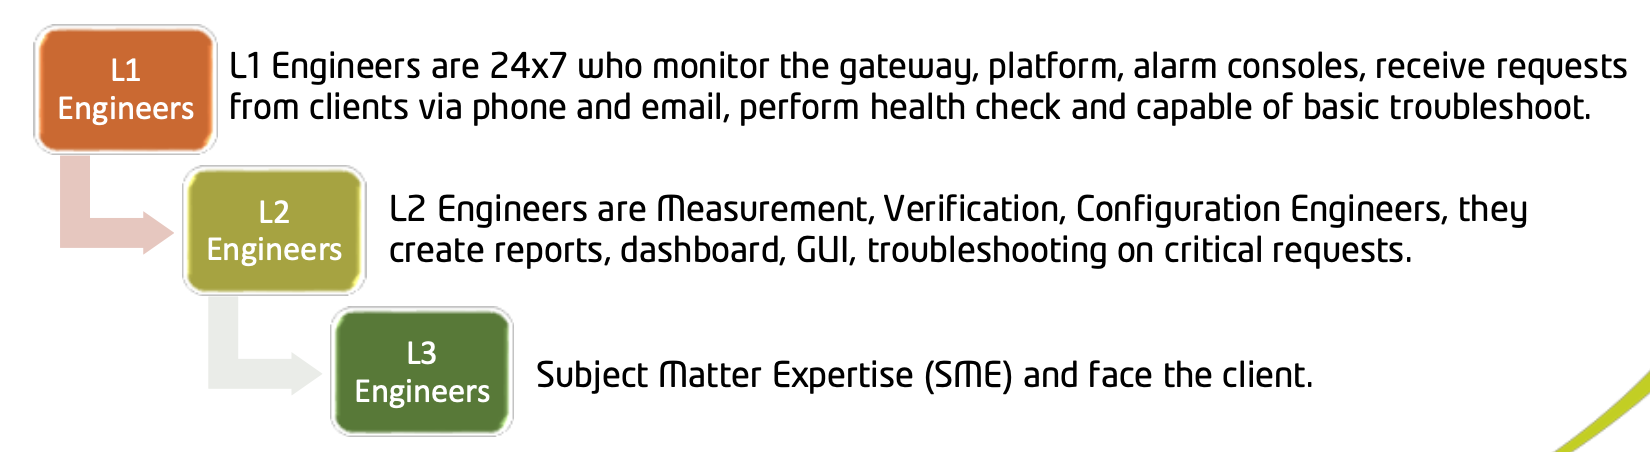 L1
Engineers
L1 Engineers are 24x7 who monitor the gateway, platform, alarm consoles, receive requests
from clients via phone and email, perform health check and capable of basic troubleshoot.
L2
Engineers
L2 Engineers are Measurement, Verification, Configuration Engineers, they
create reports, dashboard, GUI, troubleshooting on critical requests.
L3
Engineers
Subject Matter Expertise (SME) and face the client.